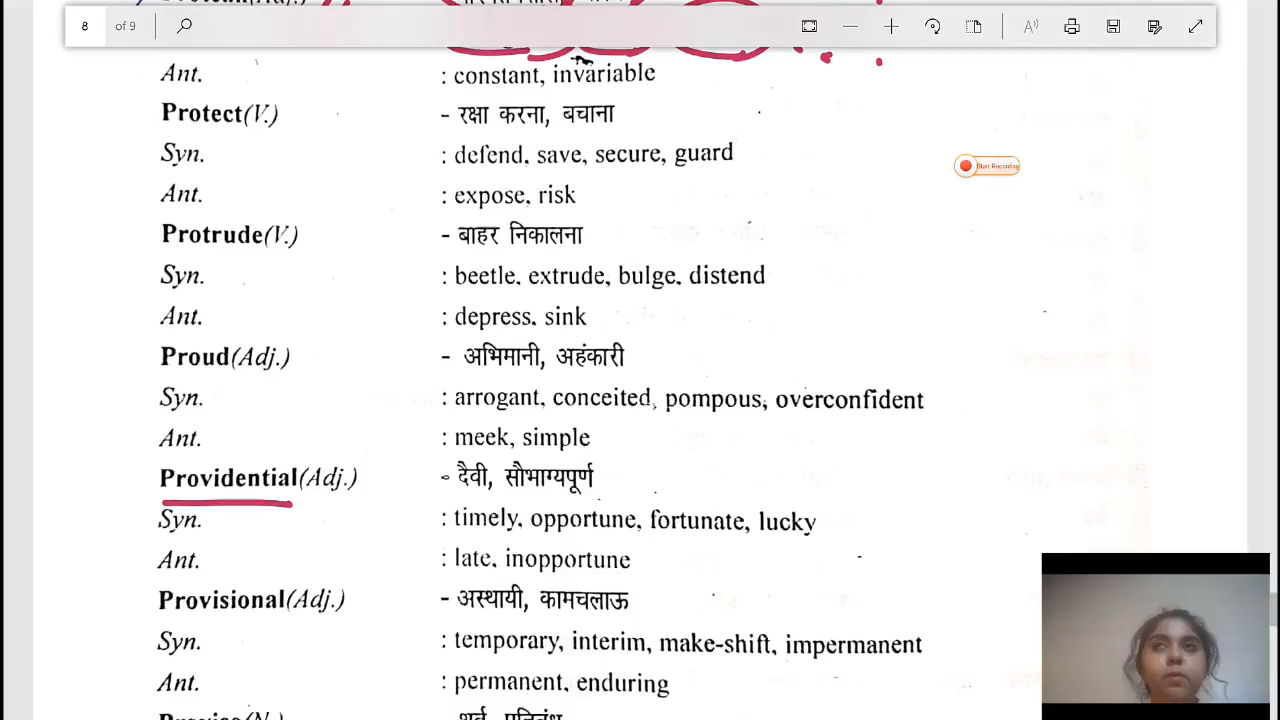 8 of 9
Ant. : constant, invariable
Protect(V.) - रक्षा करना, बचाना
Syn. : defend, save, secure, guard
Start Recording
Ant. : expose, risk
Protrude(V.) - बाहर निकालना
Syn. : beetle, extrude, bulge, distend
Ant. : depress, sink
Proud(Adj.) - अभिमानी, अहंकारी
Syn. : arrogant, conceited, pompous, overconfident
Ant. : meek, simple
Providential(Adj.) - दैवी, सौभाग्यपूर्ण
Syn. : timely, opportune, fortunate, lucky
Ant. : late, inopportune
Provisional(Adj.) - अस्थायी, कामचलाऊ
Syn. : temporary, interim, make-shift, impermanent
Ant. : permanent, enduring